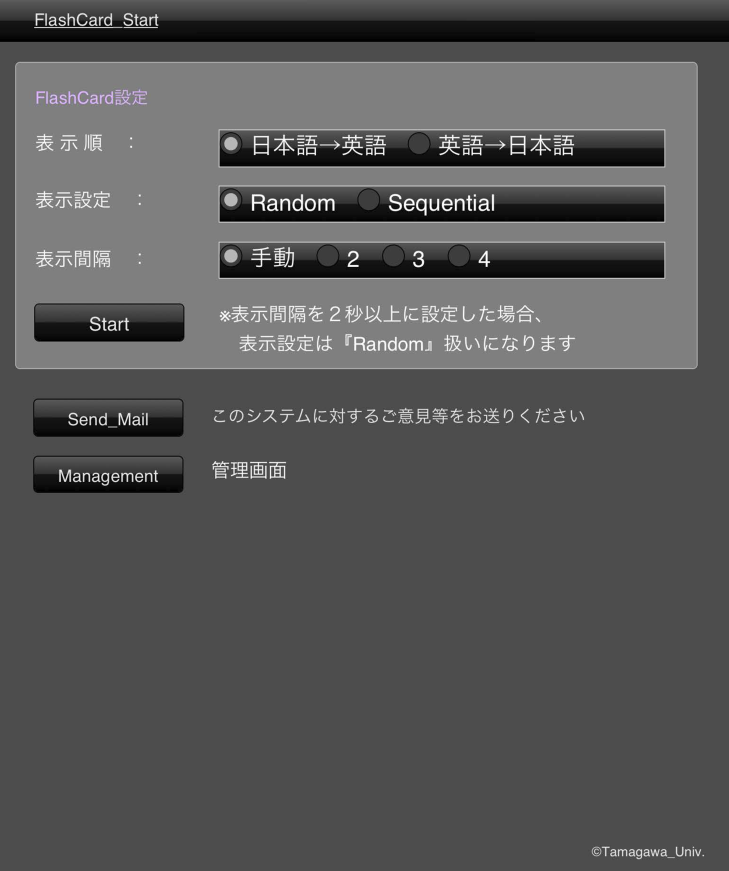 FlashCard_Start
FlashCard設定
表 示 順 ： 日本語→英語 英語→日本語
表示設定 ： Random Sequential
表示間隔 ： 手動 2 3 4
Start ※表示間隔を２秒以上に設定した場合、
表示設定は『Random』扱いになります
Send_Mail このシステムに対するご意見等をお送りください
Management 管理画面
©Tamagawa_Univ.